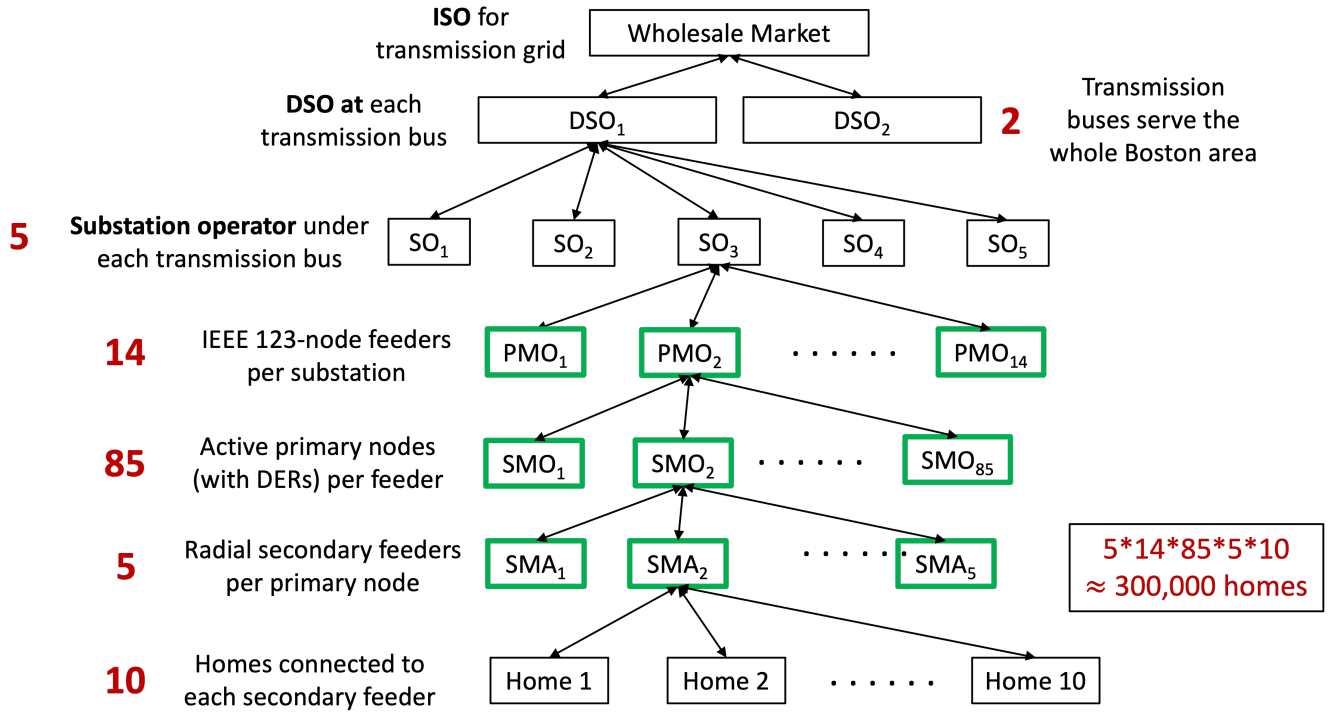 ISO for
transmission grid
Wholesale Market
DSO at each
transmission bus
DSO₁
DSO₂
2
Transmission
buses serve the
whole Boston area
5
Substation operator under
each transmission bus
SO₁
SO₂
SO₃
SO₄
SO₅
14
IEEE 123-node feeders
per substation
PMO₁
PMO₂
. . . . . .
PMO₁₄
85
Active primary nodes
(with DERs) per feeder
SMO₁
SMO₂
. . . . . .
SMO₈₅
5
Radial secondary feeders
per primary node
SMA₁
SMA₂
. . . . . .
SMA₅
5*14*85*5*10
≈ 300,000 homes
10
Homes connected to
each secondary feeder
Home 1
Home 2
. . . . . .
Home 10